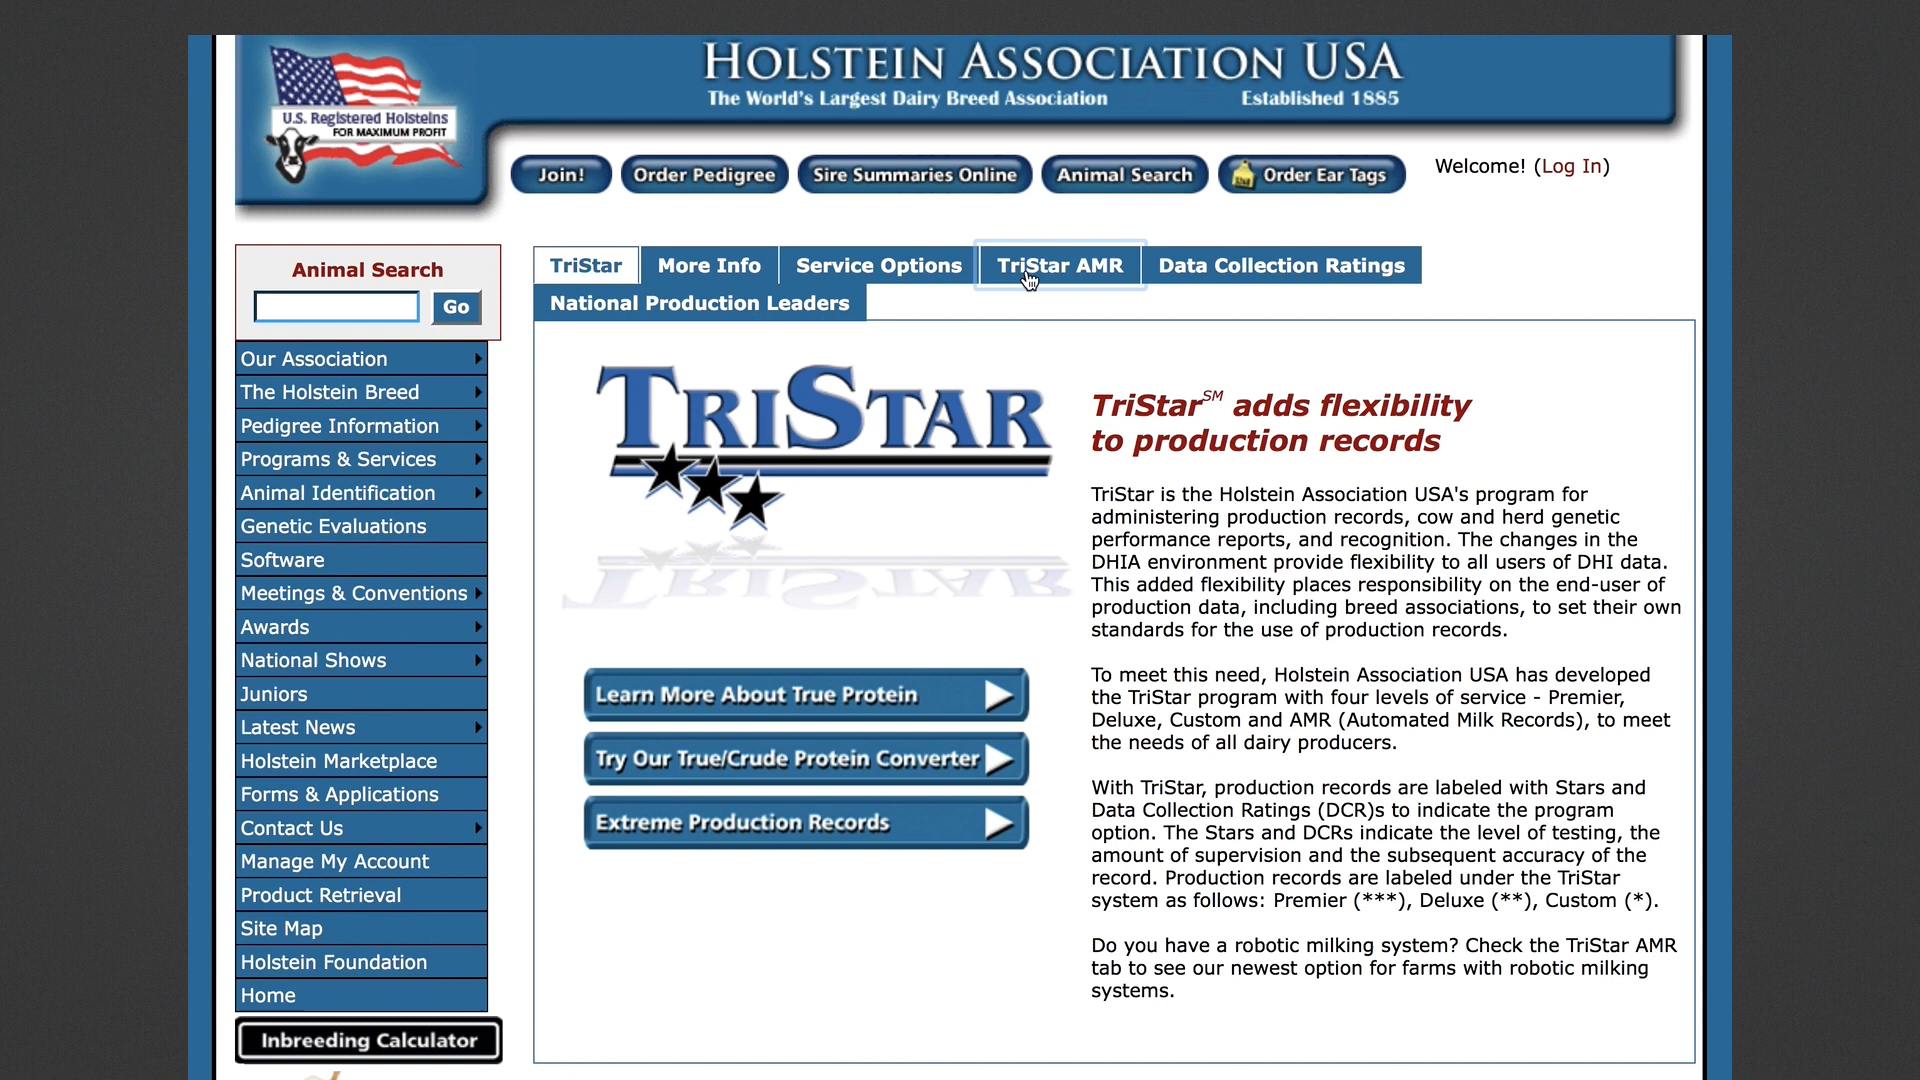 HOLSTEIN ASSOCIATION USA
The World's Largest Dairy Breed Association Established 1885
U.S. Registered Holsteins
FOR MAXIMUM PROFIT
Join! Order Pedigree Sire Summaries Online Animal Search Order Ear Tags Welcome! (Log In)
Animal Search
Go
Our Association
The Holstein Breed
Pedigree Information
Programs & Services
Animal Identification
Genetic Evaluations
Software
Meetings & Conventions
Awards
National Shows
Juniors
Latest News
Holstein Marketplace
Forms & Applications
Contact Us
Manage My Account
Product Retrieval
Site Map
Holstein Foundation
Home
Inbreeding Calculator
TriStar More Info Service Options TriStar AMR Data Collection Ratings
National Production Leaders
TRISTAR
Learn More About True Protein
Try Our True/Crude Protein Converter
Extreme Production Records
TriStar℠ adds flexibility
to production records
TriStar is the Holstein Association USA's program for
administering production records, cow and herd genetic
performance reports, and recognition. The changes in the
DHIA environment provide flexibility to all users of DHI data.
This added flexibility places responsibility on the end-user of
production data, including breed associations, to set their own
standards for the use of production records.
To meet this need, Holstein Association USA has developed
the TriStar program with four levels of service - Premier,
Deluxe, Custom and AMR (Automated Milk Records), to meet
the needs of all dairy producers.
With TriStar, production records are labeled with Stars and
Data Collection Ratings (DCR)s to indicate the program
option. The Stars and DCRs indicate the level of testing, the
amount of supervision and the subsequent accuracy of the
record. Production records are labeled under the TriStar
system as follows: Premier (***), Deluxe (**), Custom (*).
Do you have a robotic milking system? Check the TriStar AMR
tab to see our newest option for farms with robotic milking
systems.